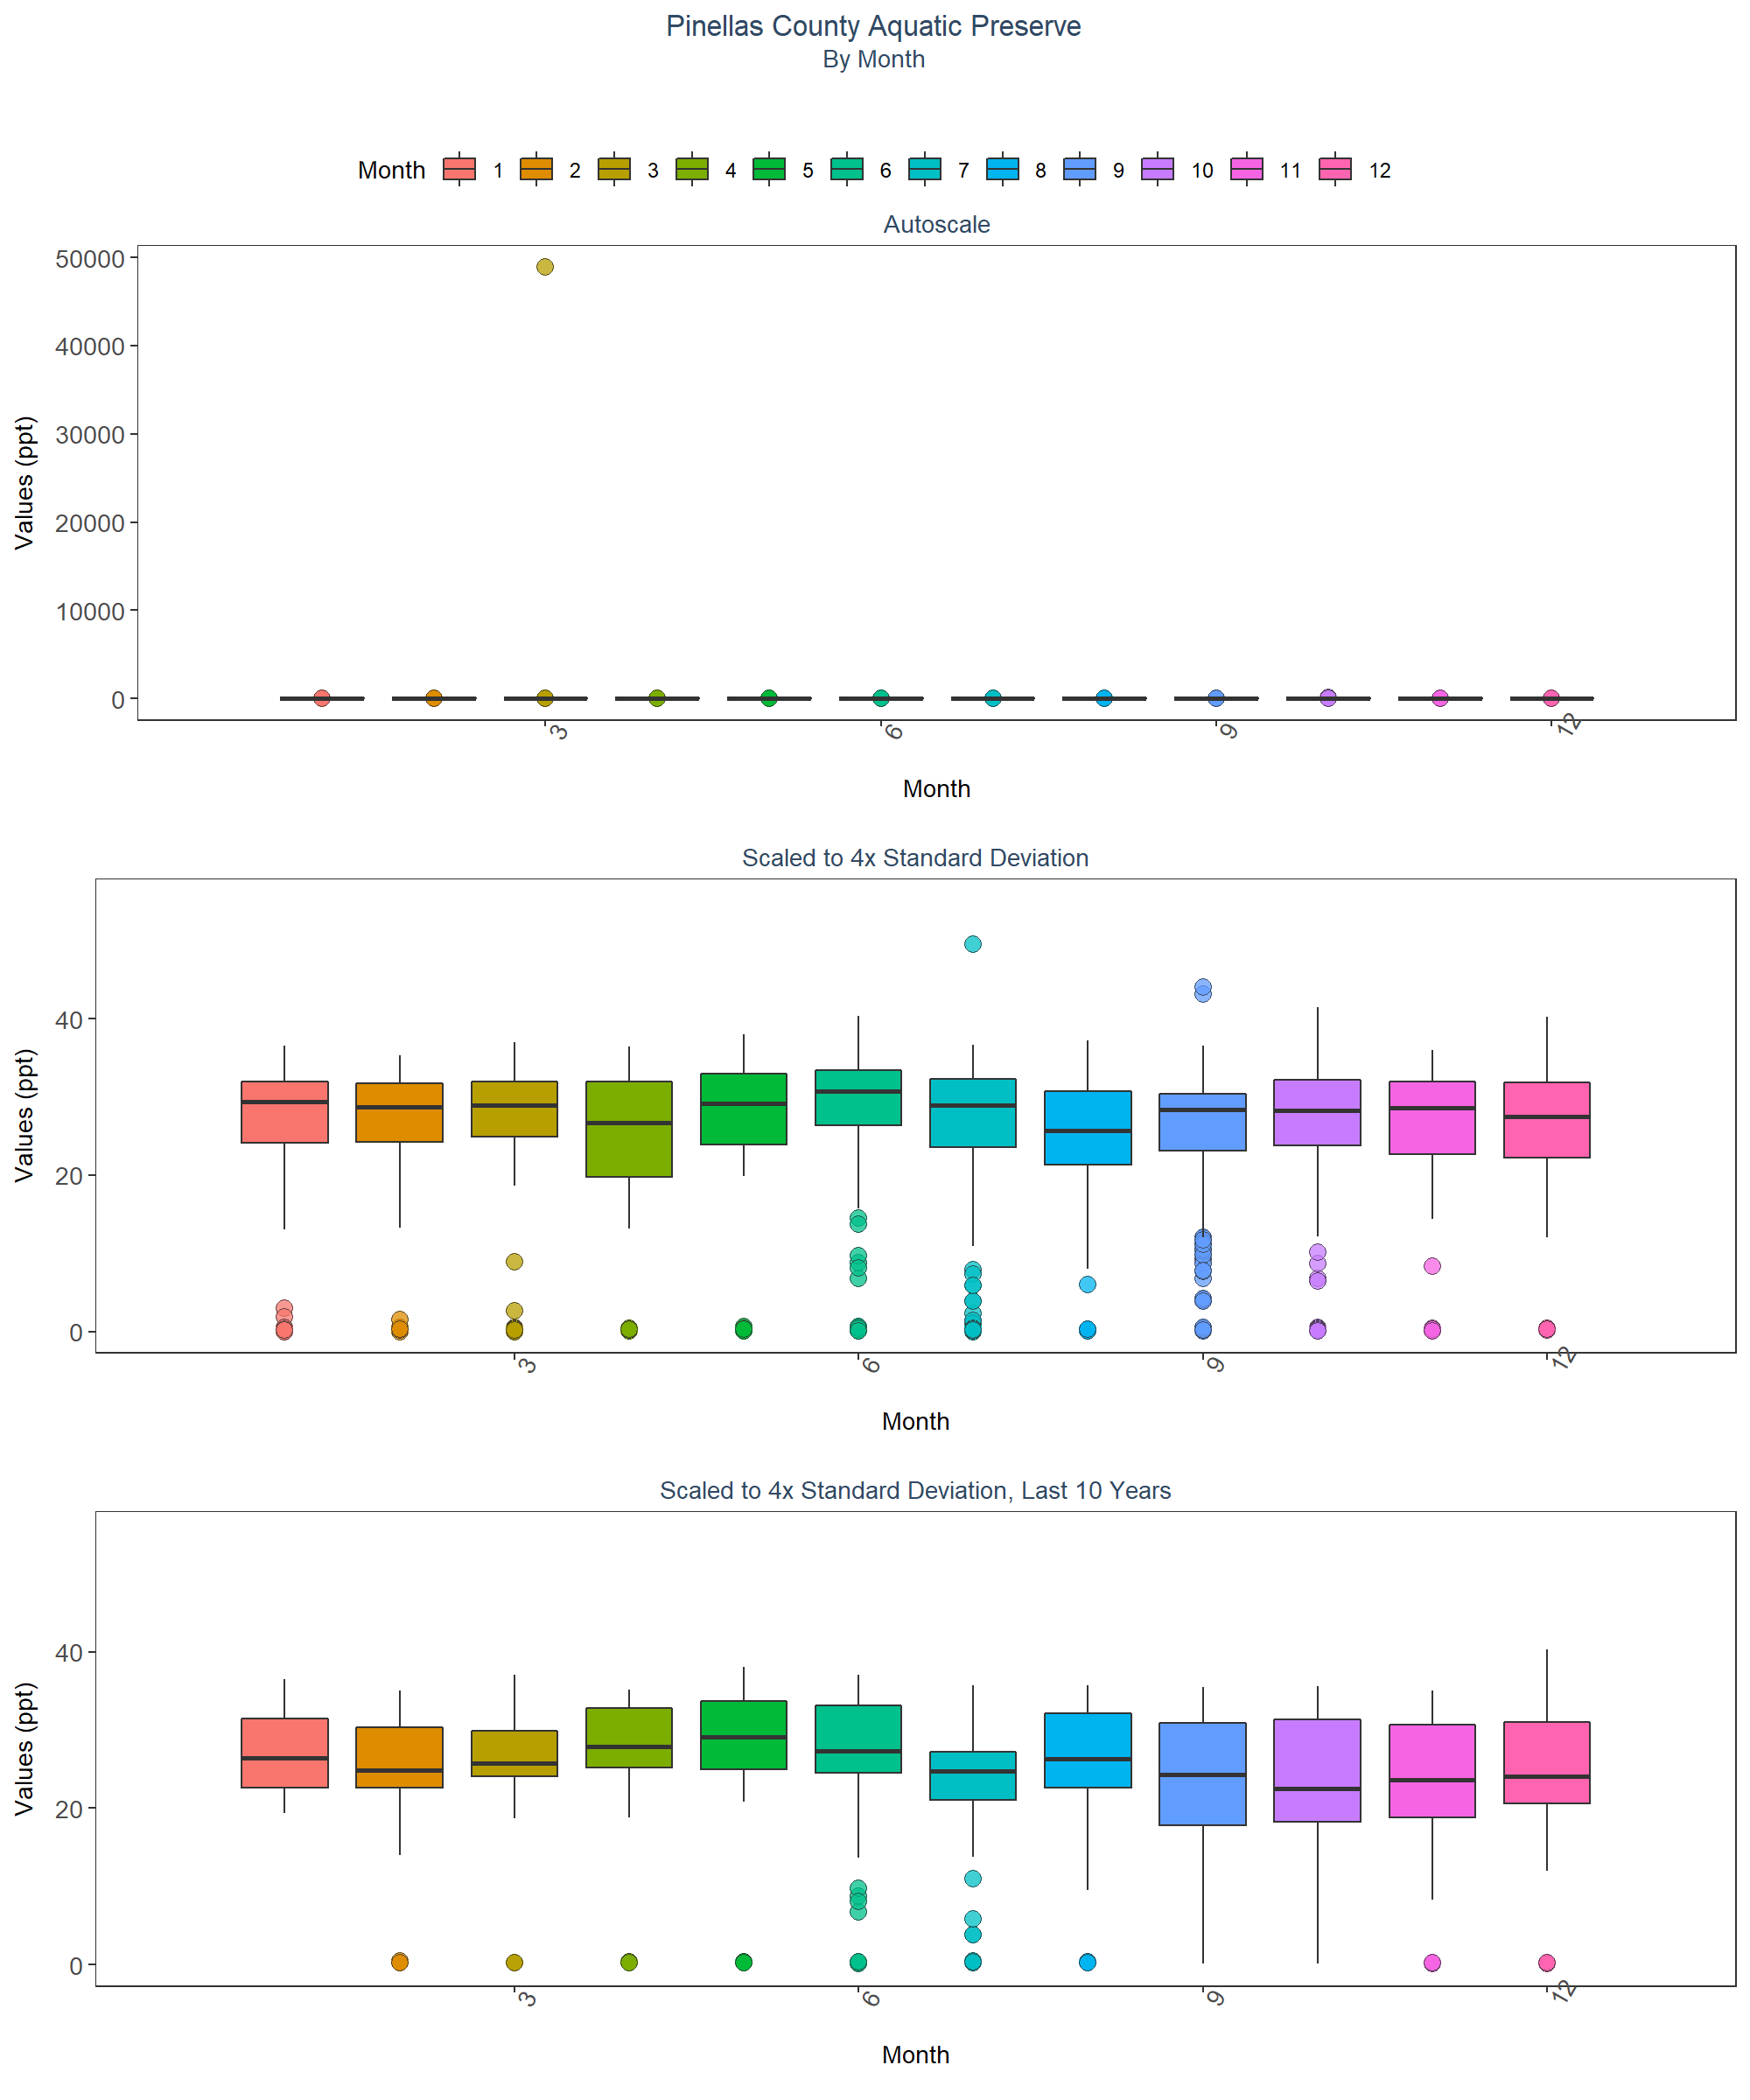 Pinellas County Aquatic Preserve
By Month
Month 1 2 3 4 5 6 7 8 9 10 11 12
Autoscale
Values (ppt)
50000
40000
30000
20000
10000
0
3 6 9 12
Month
Scaled to 4x Standard Deviation
Values (ppt)
40
20
0
3 6 9 12
Month
Scaled to 4x Standard Deviation, Last 10 Years
Values (ppt)
40
20
0
3 6 9 12
Month